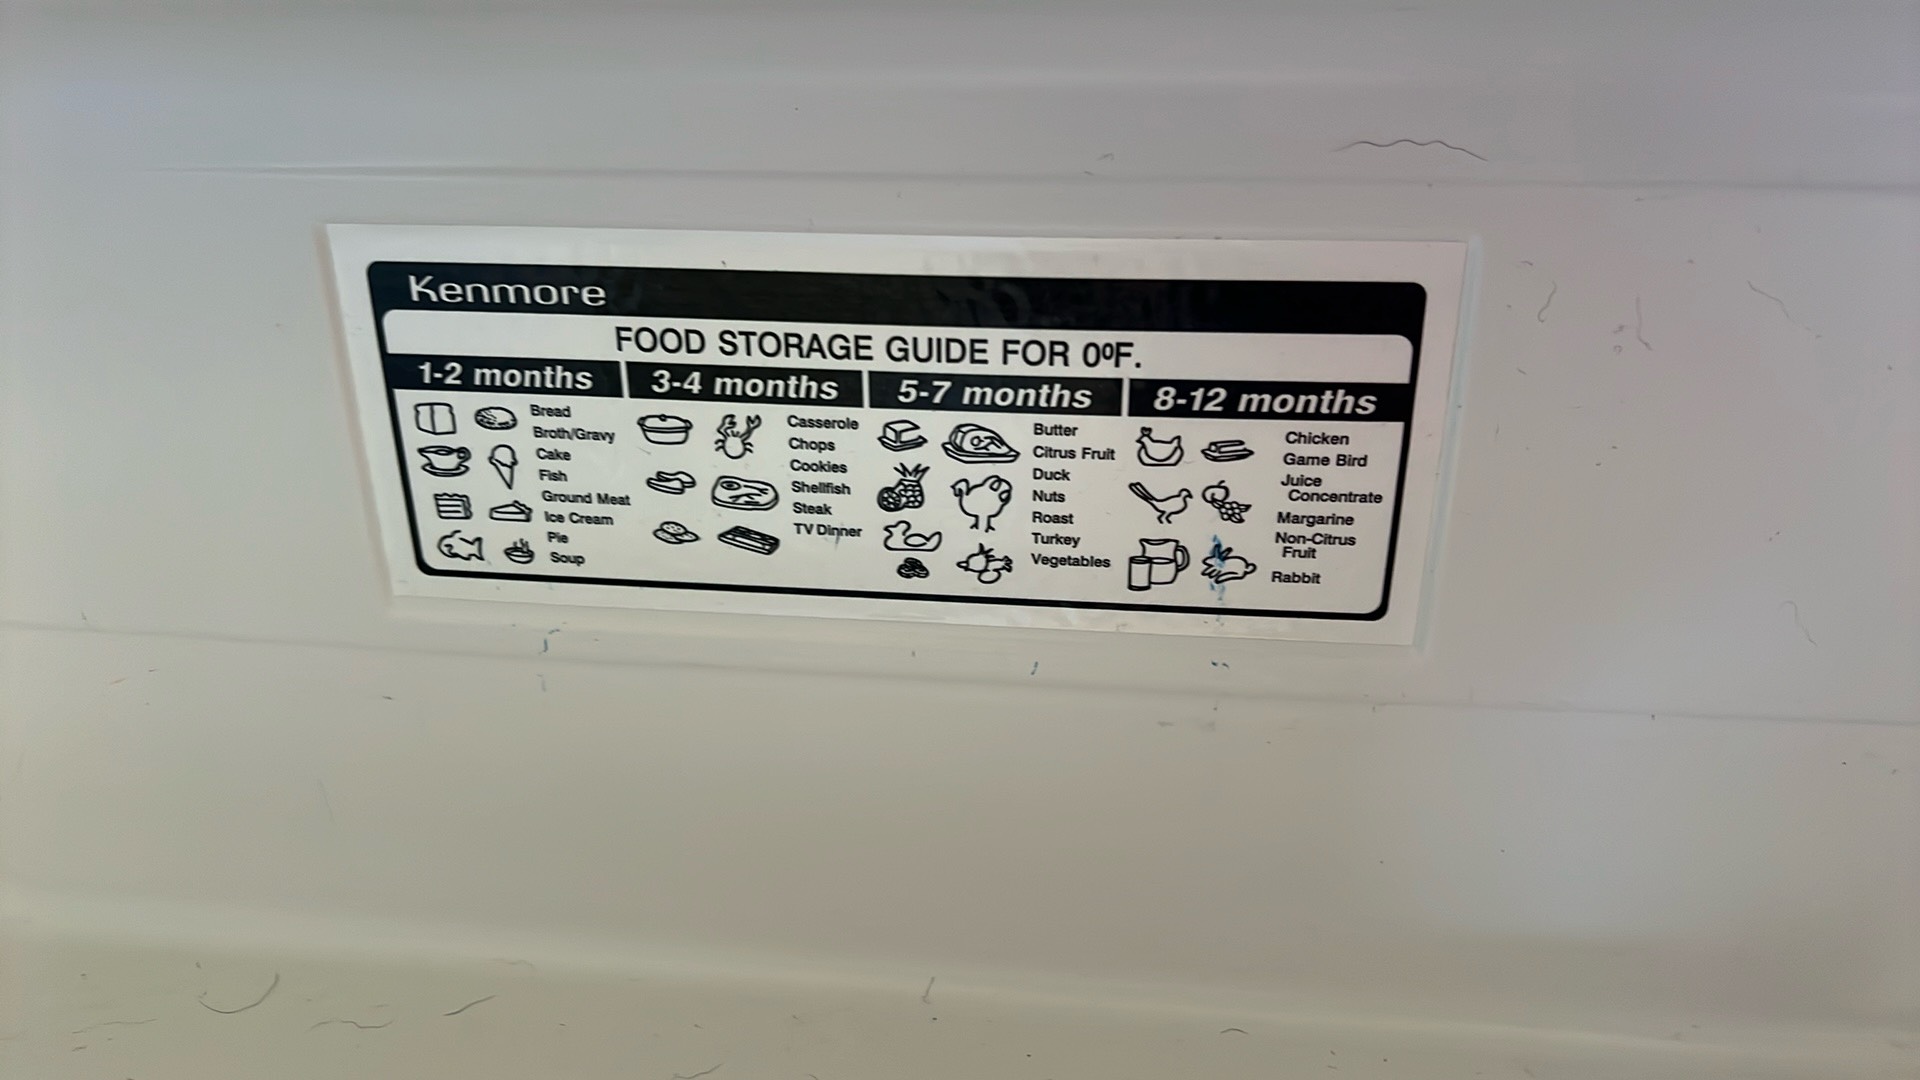 Kenmore
FOOD STORAGE GUIDE FOR 0ºF.
1-2 months
Bread
Broth/Gravy
Cake
Fish
Ground Meat
Ice Cream
Pie
Soup
3-4 months
Casserole
Chops
Cookies
Shellfish
Steak
TV Dinner
5-7 months
Butter
Citrus Fruit
Duck
Nuts
Roast
Turkey
Vegetables
8-12 months
Chicken
Game Bird
Juice
Concentrate
Margarine
Non-Citrus
Fruit
Rabbit